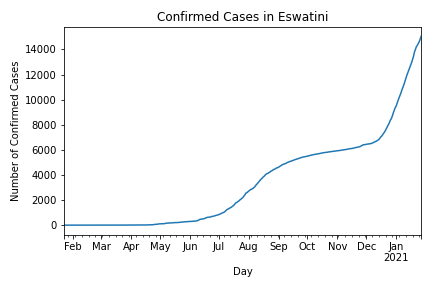 Confirmed Cases in Eswatini
14000
12000
10000
8000
6000
4000
2000
0
Number of Confirmed Cases
Feb Mar Apr May Jun Jul Aug Sep Oct Nov Dec Jan
2021
Day